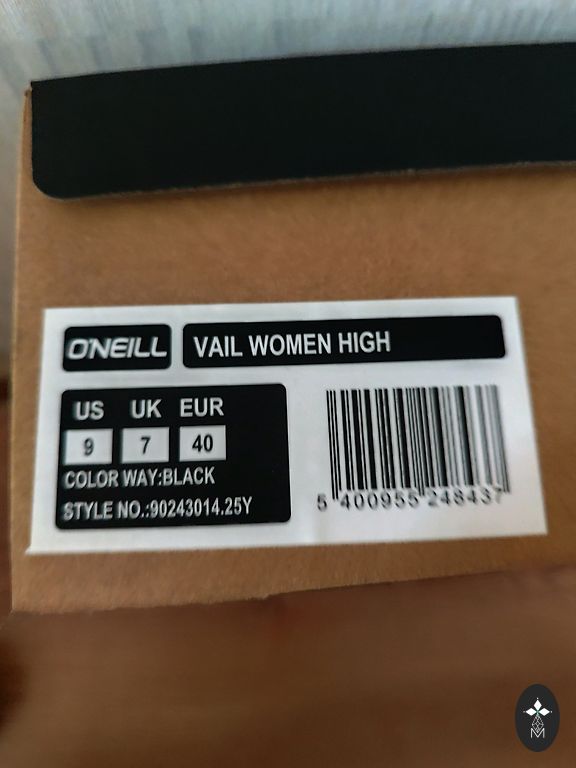 O'NEILL
VAIL WOMEN HIGH
US UK EUR
9 7 40
COLOR WAY:BLACK
STYLE NO.:90243014.25Y
5 400955 248437
M